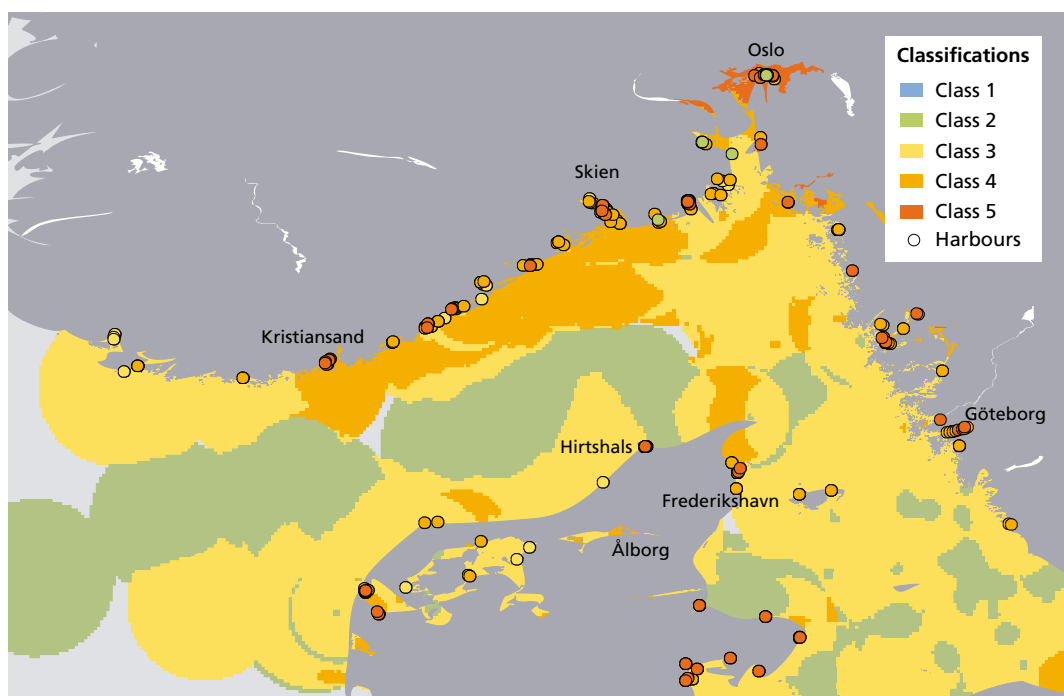 Oslo
Classifications
Class 1
Class 2
Class 3
Class 4
Class 5
Harbours
Skien
Kristiansand
Göteborg
Hirtshals
Frederikshavn
Ålborg